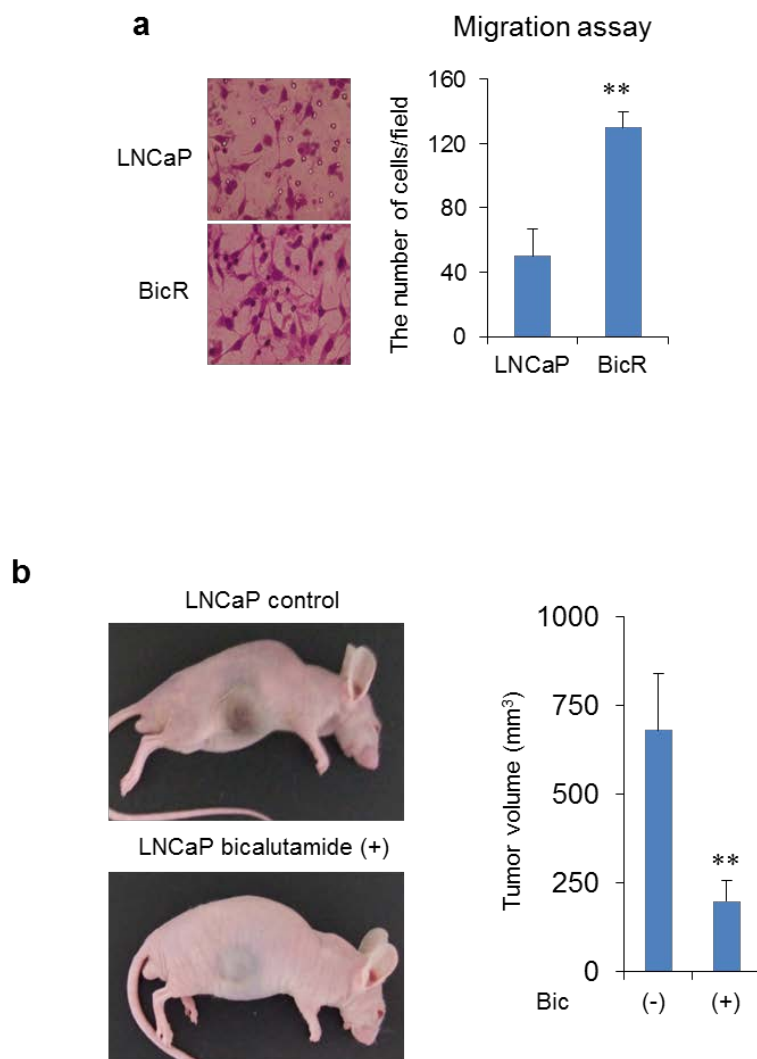 a
Migration assay
LNCaP
BicR
The number of cells/field
160
120
80
40
0
**
LNCaP
BicR
b
LNCaP control
LNCaP bicalutamide (+)
Tumor volume (mm³)
1000
750
500
250
0
**
Bic
(-)
(+)